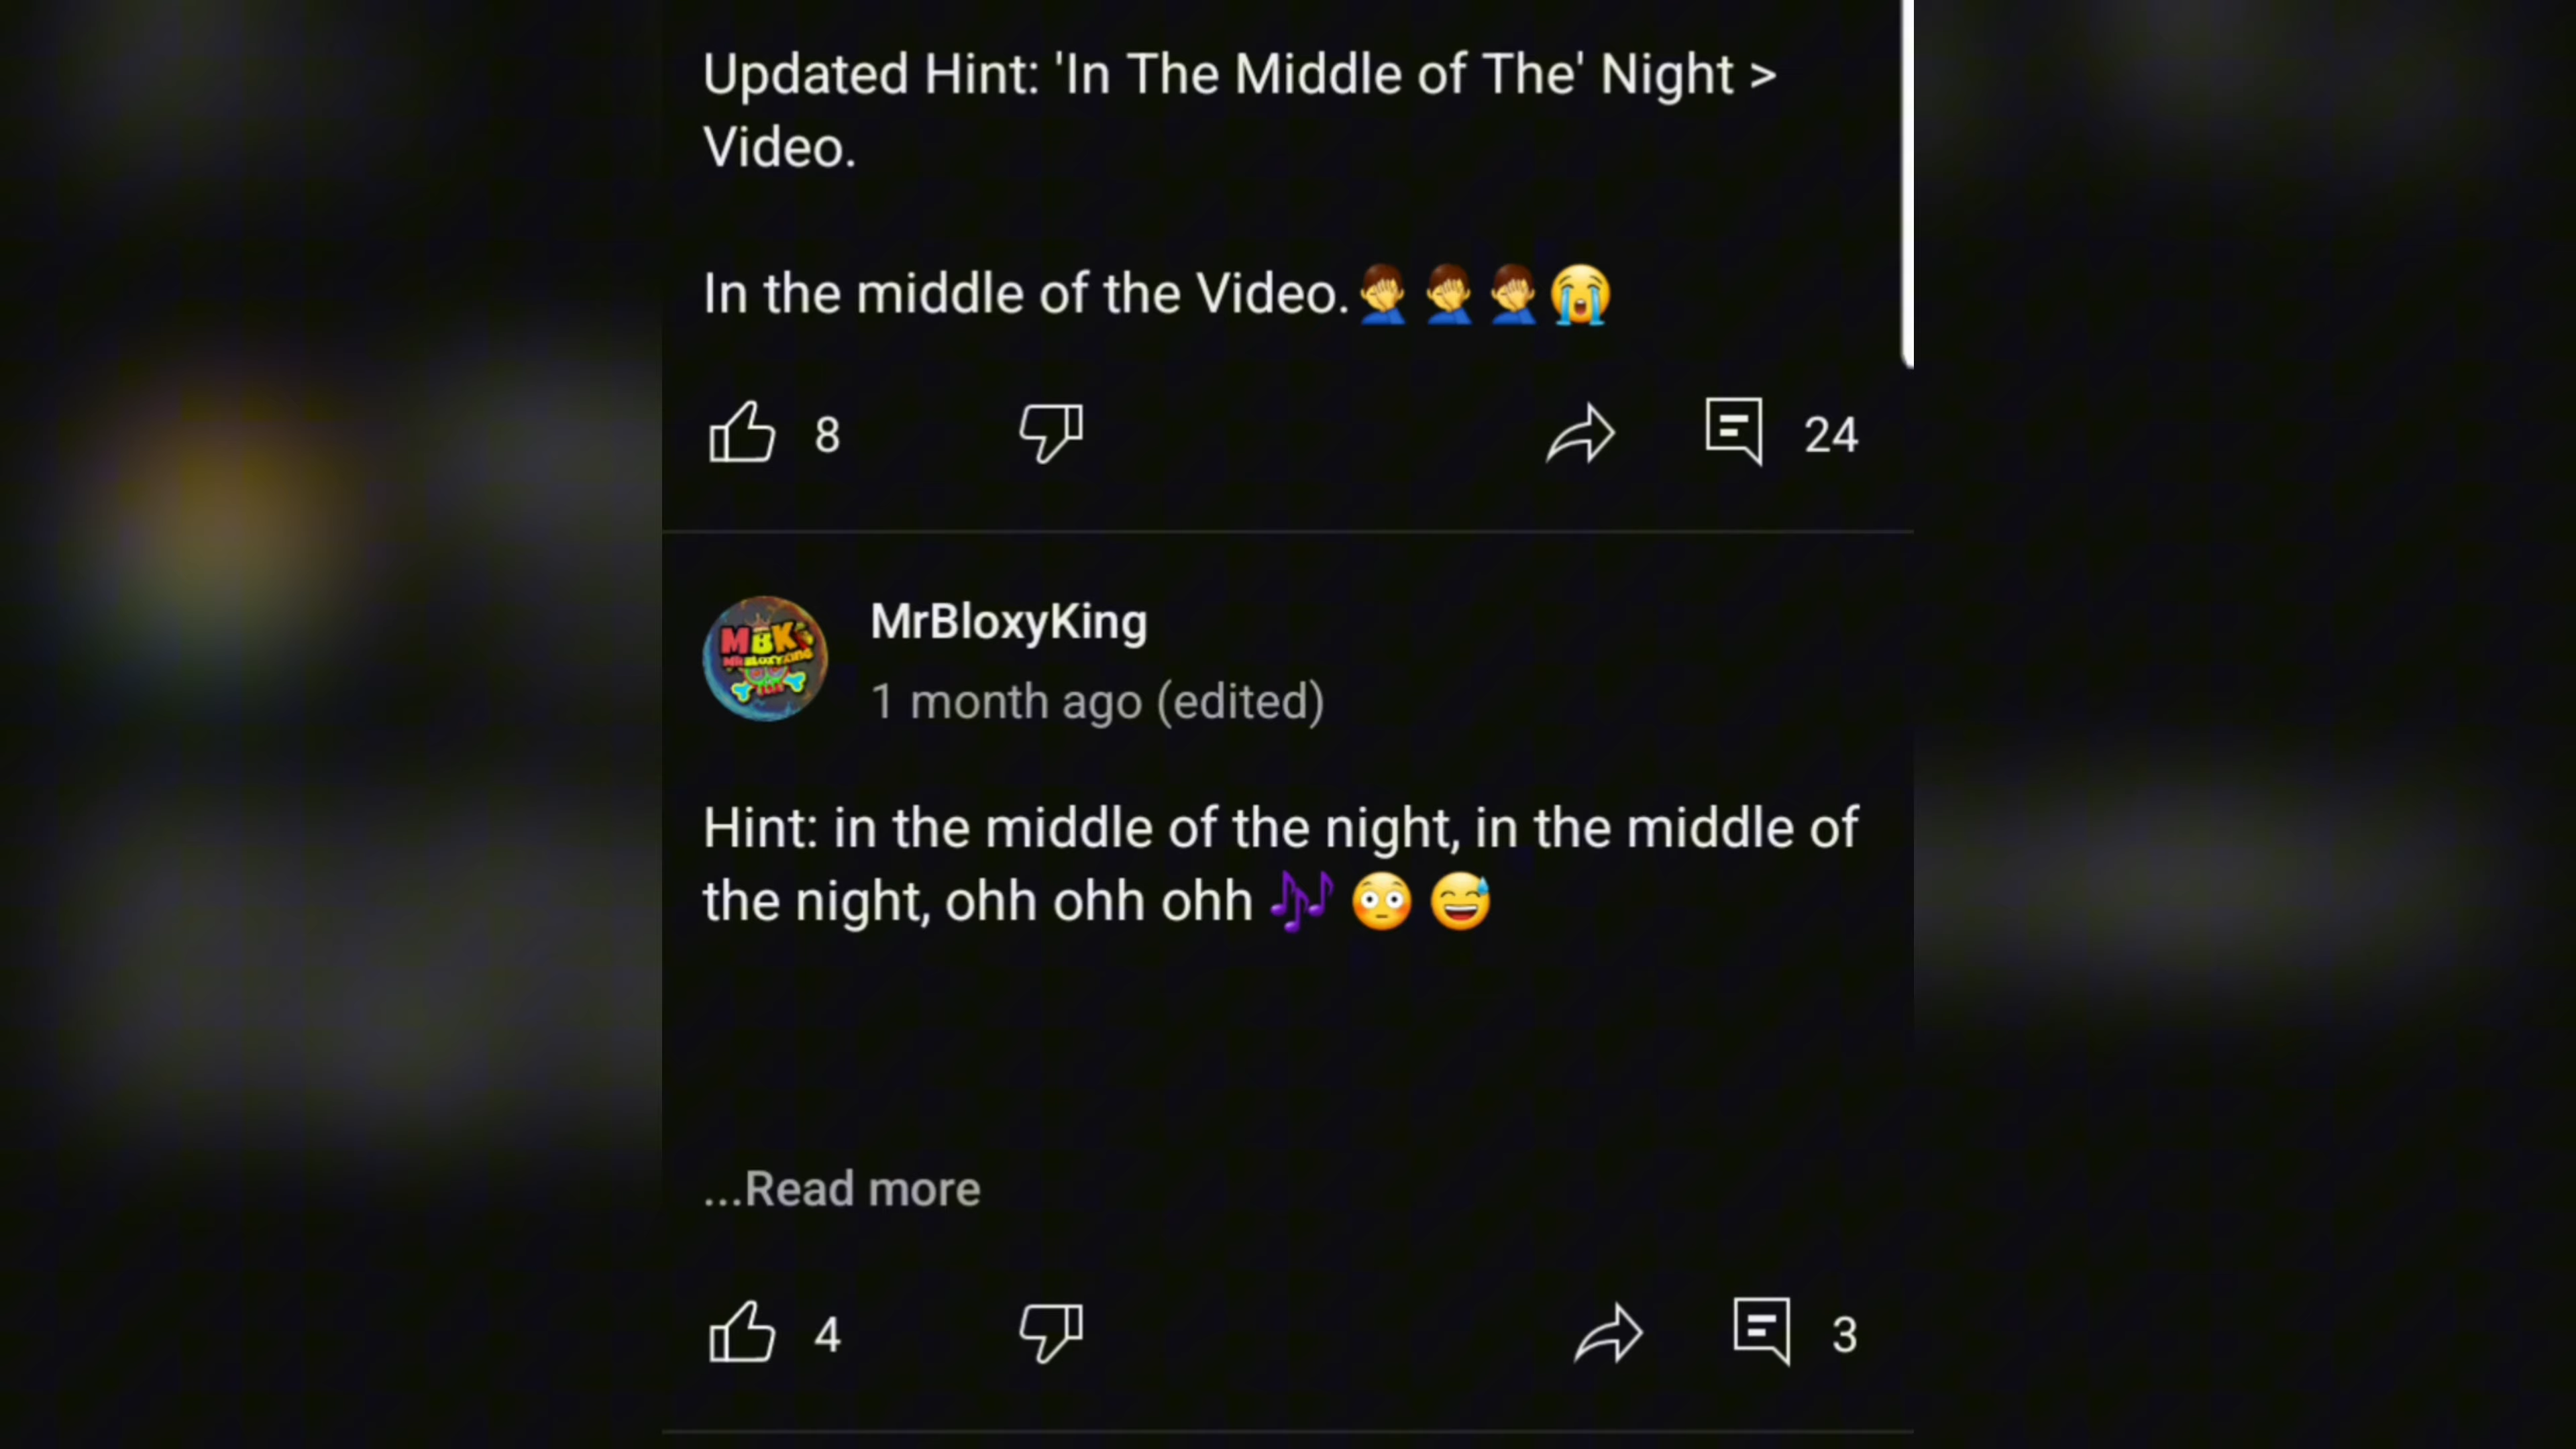 Updated Hint: 'In The Middle of The' Night >
Video.
In the middle of the Video.🤦‍♂️🤦‍♂️🤦‍♂️😭
8
24
MBK
MrBloxyKing
MrBloxyKing
1 month ago (edited)
Hint: in the middle of the night, in the middle of
the night, ohh ohh ohh 🎶 😳 😅
...Read more
4
3